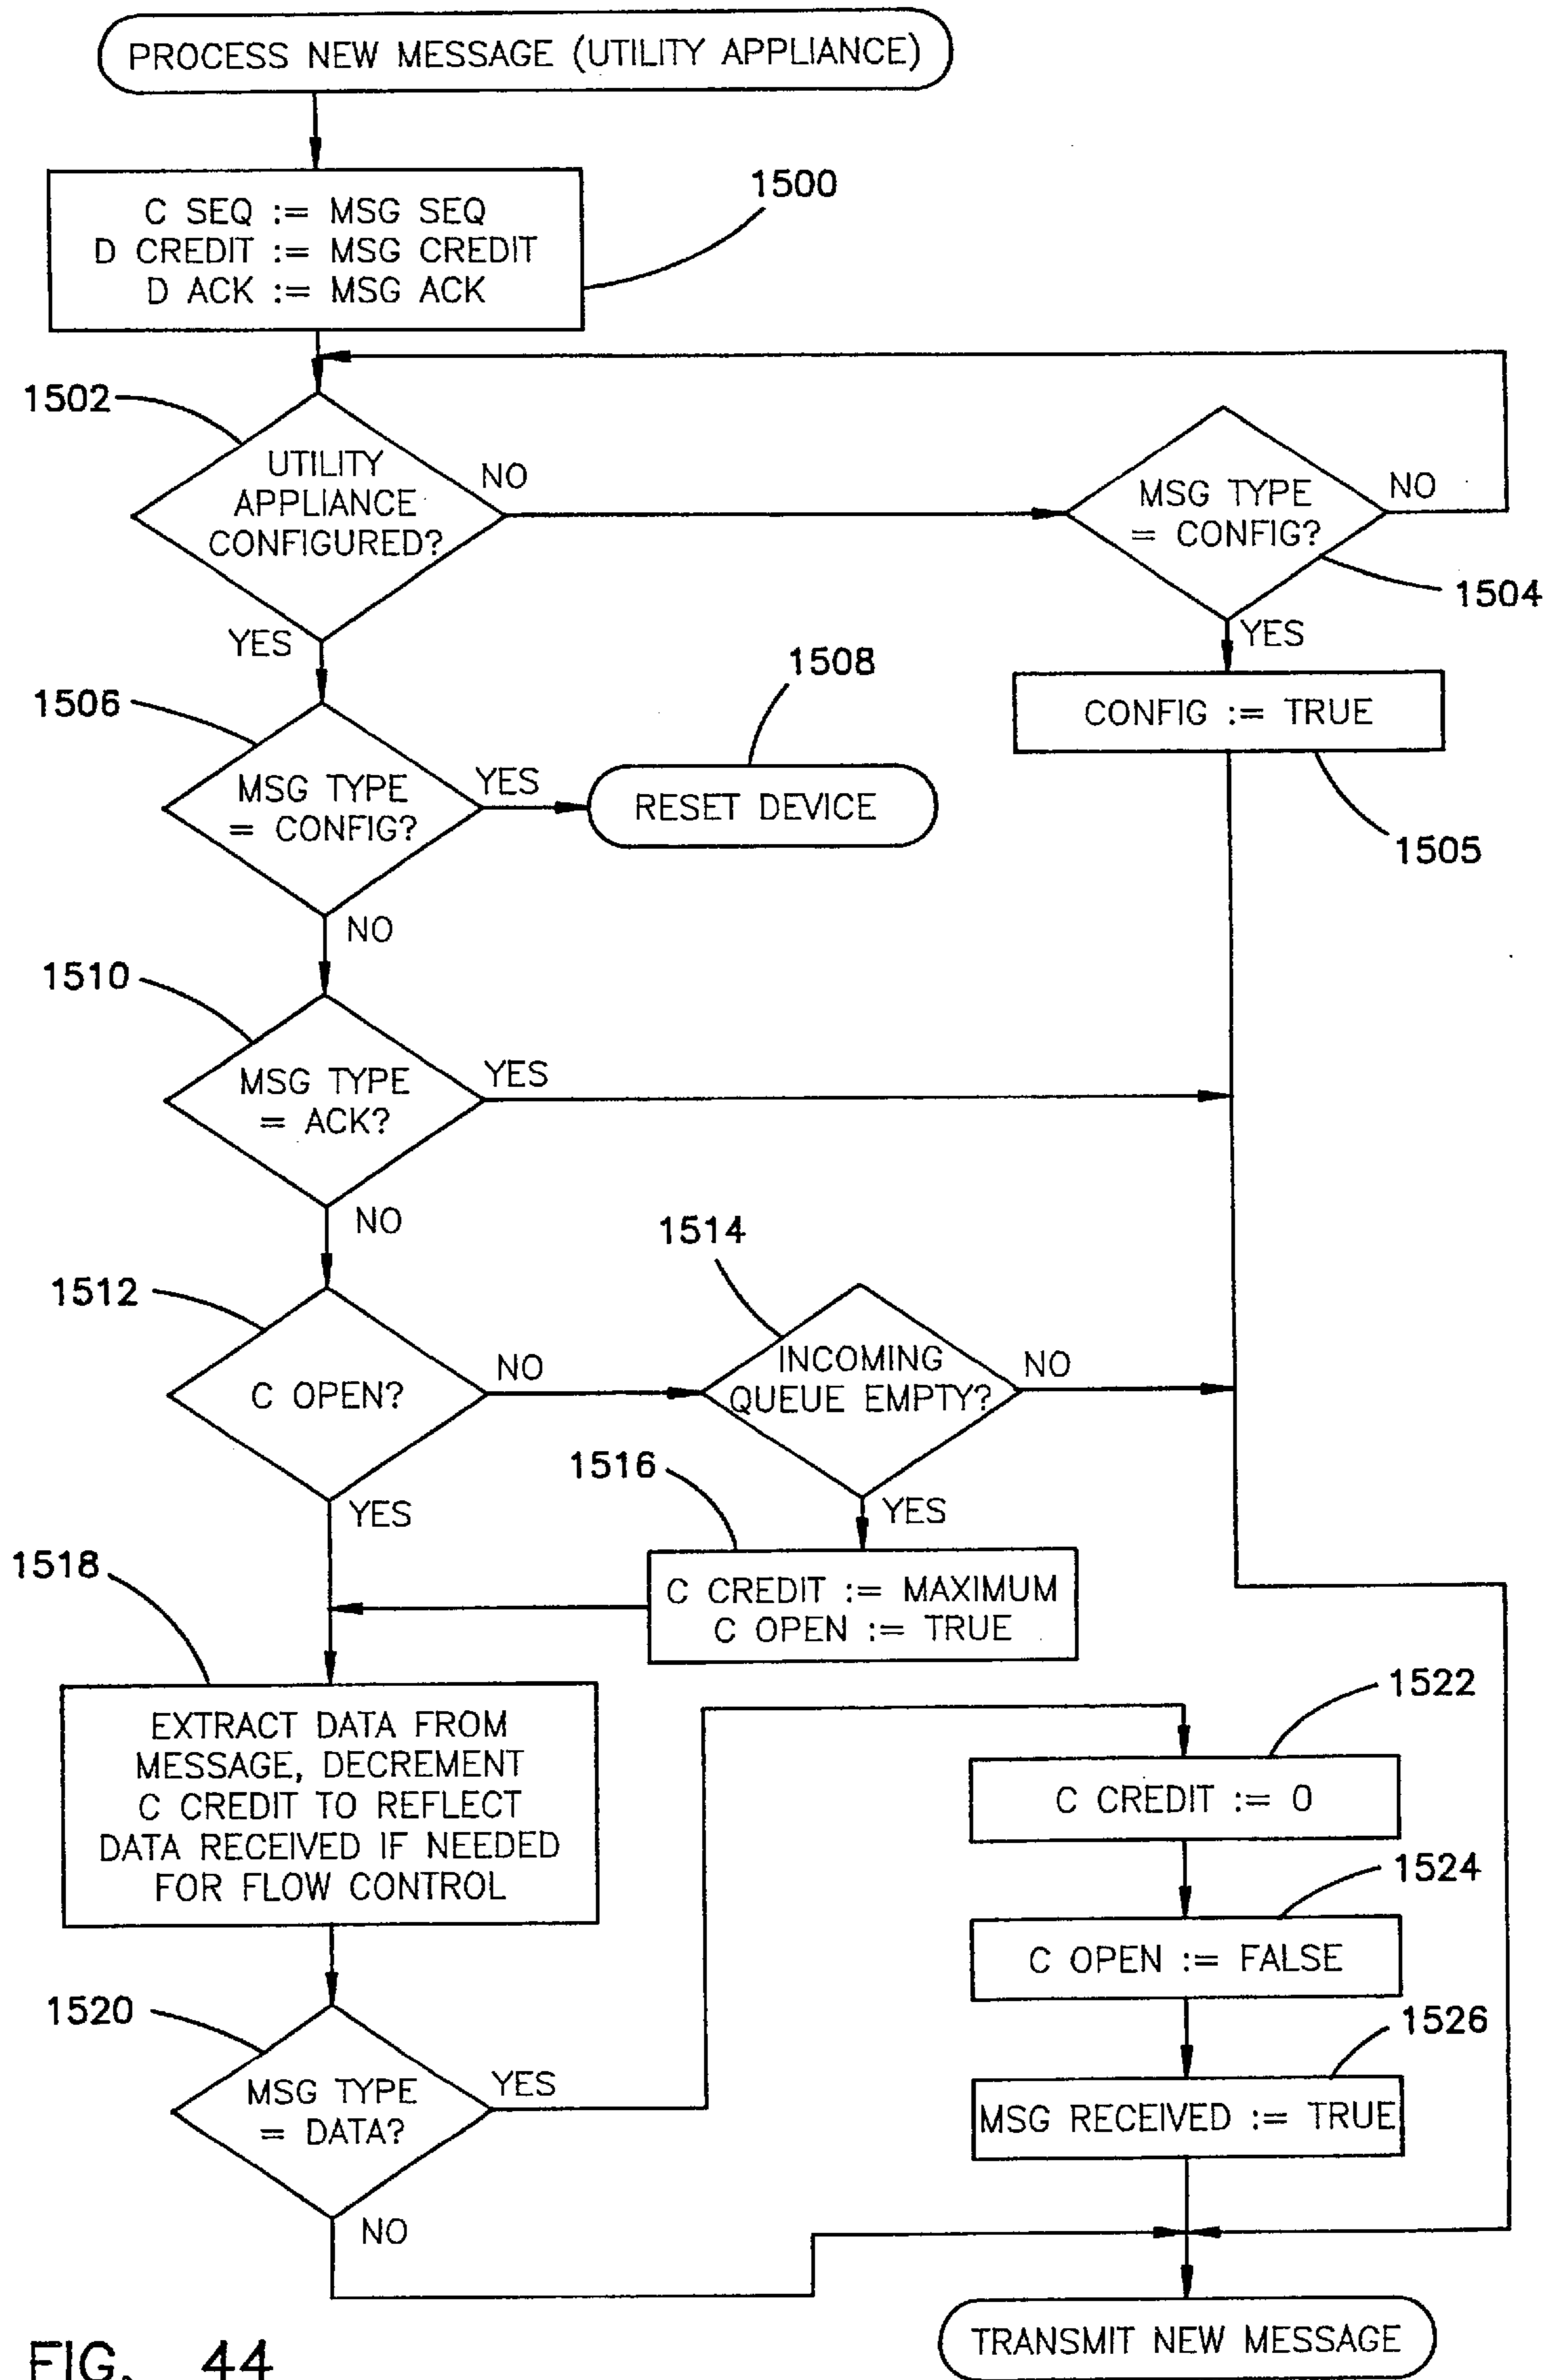 PROCESS NEW MESSAGE (UTILITY APPLIANCE)
1500
C SEQ := MSG SEQ
D CREDIT := MSG CREDIT
D ACK := MSG ACK
1502
UTILITY
APPLIANCE
CONFIGURED?
NO
YES
MSG TYPE
= CONFIG?
NO
1504
YES
CONFIG := TRUE
1505
1506
MSG TYPE
= CONFIG?
YES
1508
RESET DEVICE
NO
1510
MSG TYPE
= ACK?
YES
NO
1512
C OPEN?
NO
1514
INCOMING
QUEUE EMPTY?
NO
YES
1516
YES
C CREDIT := MAXIMUM
C OPEN := TRUE
1518
EXTRACT DATA FROM
MESSAGE, DECREMENT
C CREDIT TO REFLECT
DATA RECEIVED IF NEEDED
FOR FLOW CONTROL
1520
MSG TYPE
= DATA?
YES
NO
1522
C CREDIT := 0
1524
C OPEN := FALSE
1526
MSG RECEIVED := TRUE
TRANSMIT NEW MESSAGE
FIG. 44